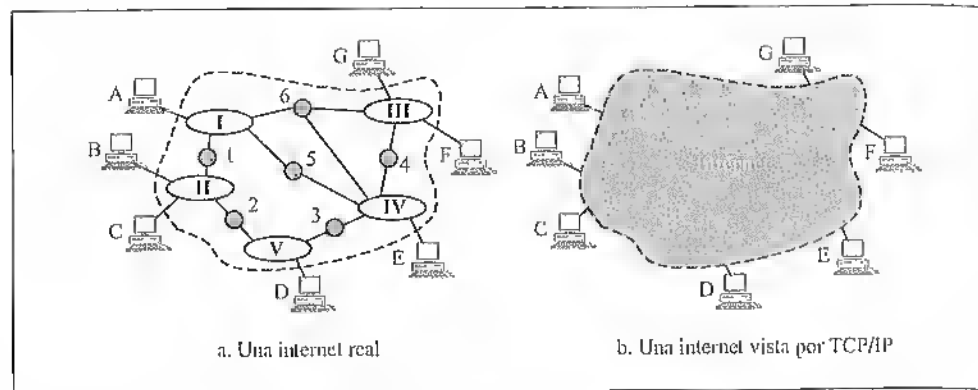 G
A
6
I
III
B
1
5
4
F
II
2
3
IV
C
V
E
D
a. Una internet real
G
A
B
F
C
E
D
b. Una internet vista por TCP/IP